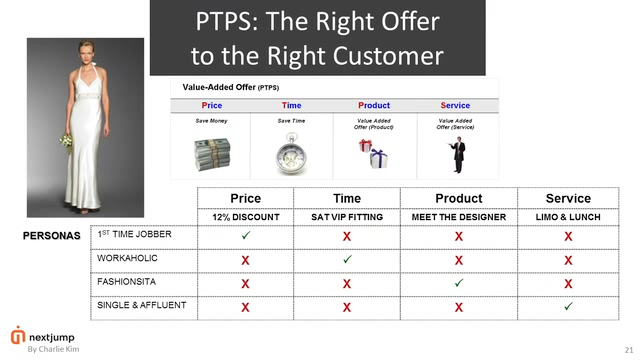 PTPS: The Right Offer
to the Right Customer
Value-Added Offer (PTPS)
Price Time Product Service
Save Money Save Time Value Added Offer (Product) Value Added Offer (Service)
Price Time Product Service
12% DISCOUNT SAT VIP FITTING MEET THE DESIGNER LIMO & LUNCH
PERSONAS
1ST TIME JOBBER ✓ X X X
WORKAHOLIC X ✓ X X
FASHIONSITA X X ✓ X
SINGLE & AFFLUENT X X X ✓
nextjump
By Charlie Kim
21